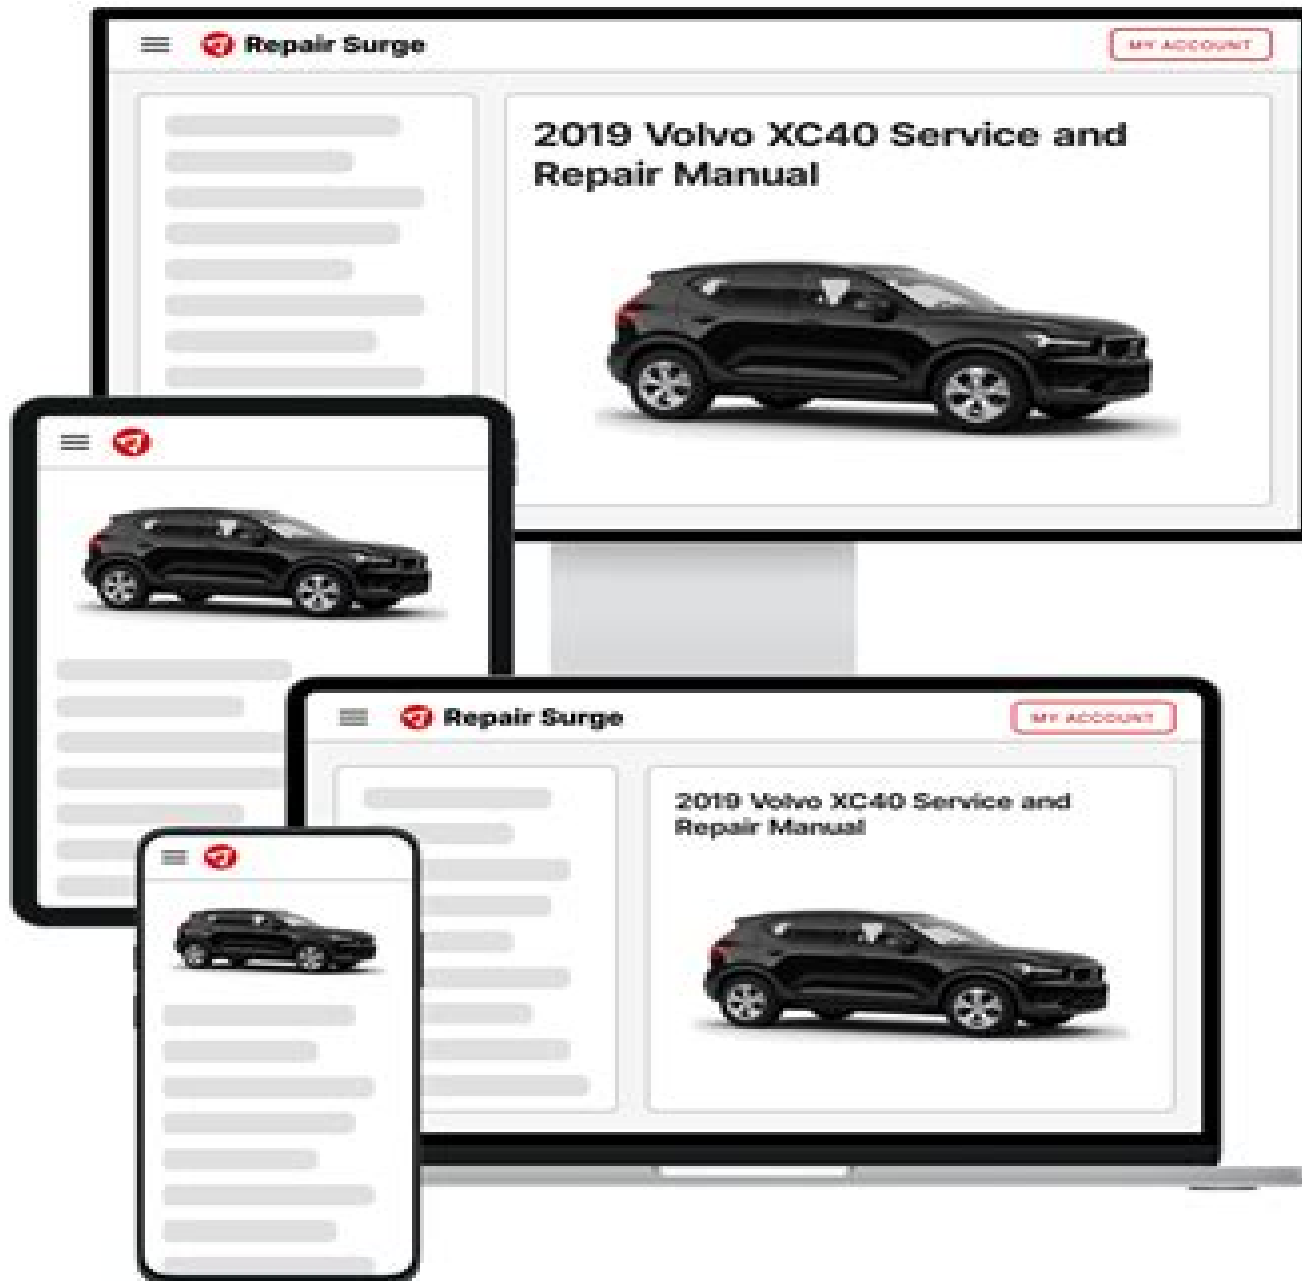 Repair Surge
MY ACCOUNT
2019 Volvo XC40 Service and
Repair Manual
Repair Surge
MY ACCOUNT
2019 Volvo XC40 Service and
Repair Manual